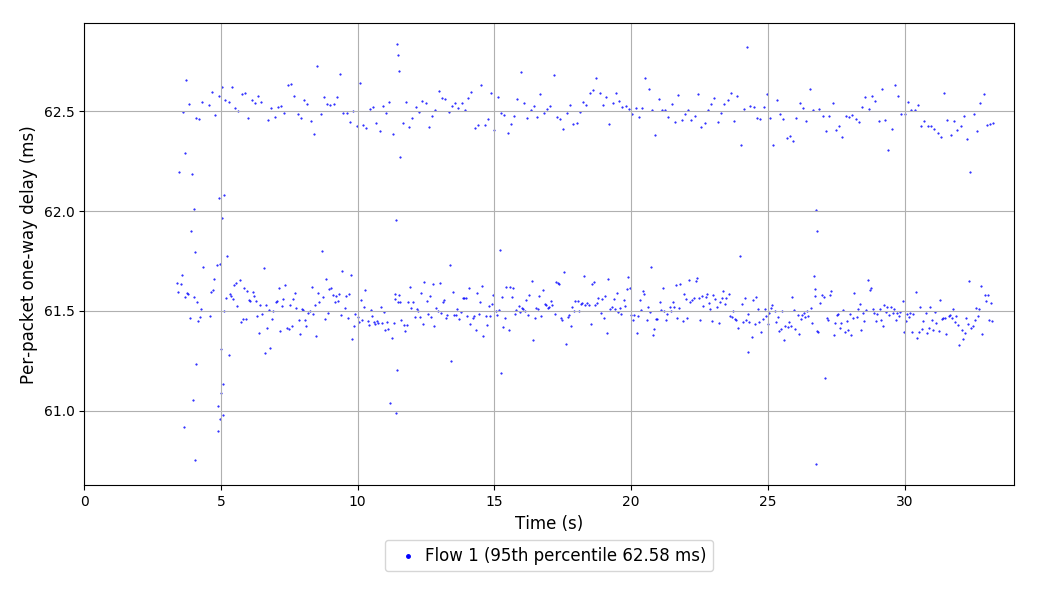 Per-packet one-way delay (ms)
62.5
62.0
61.5
61.0
0 5 10 15 20 25 30
Time (s)
Flow 1 (95th percentile 62.58 ms)